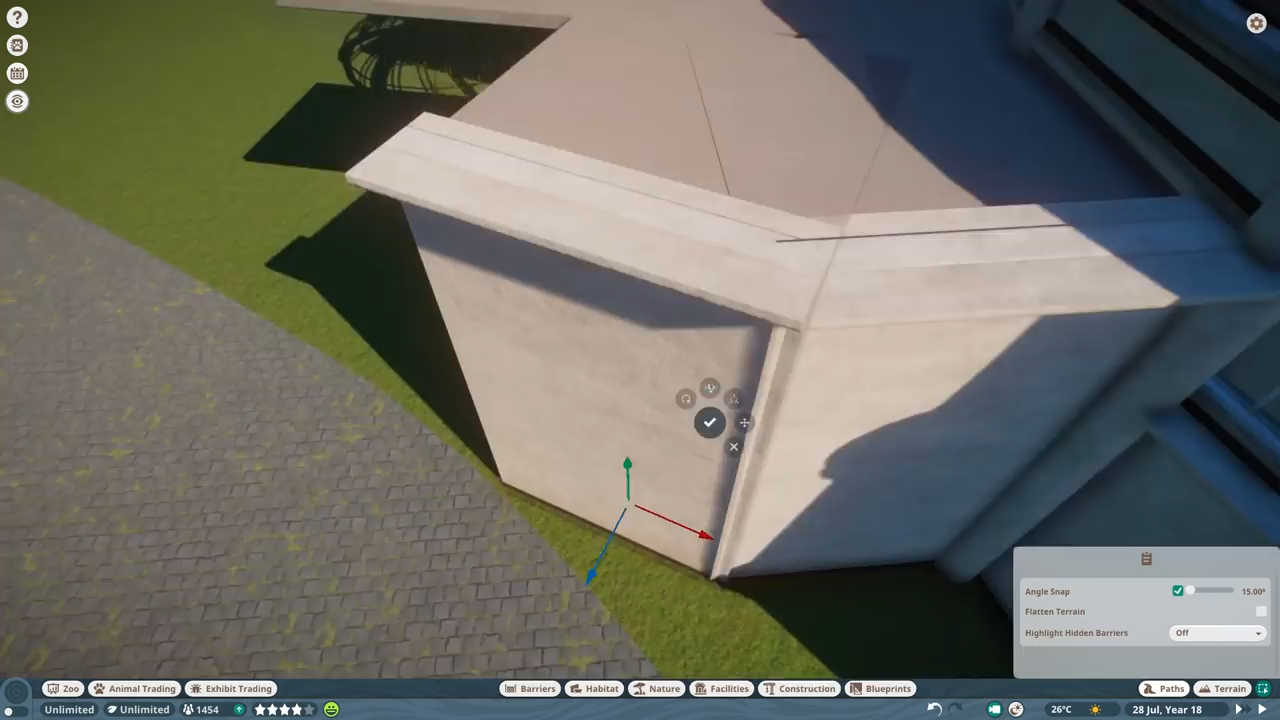 ?
Angle Snap 15.00°
Flatten Terrain
Highlight Hidden Barriers Off
Zoo Animal Trading Exhibit Trading Barriers Habitat Nature Facilities Construction Blueprints Paths Terrain
Unlimited Unlimited 1454 26°C 28 Jul, Year 18